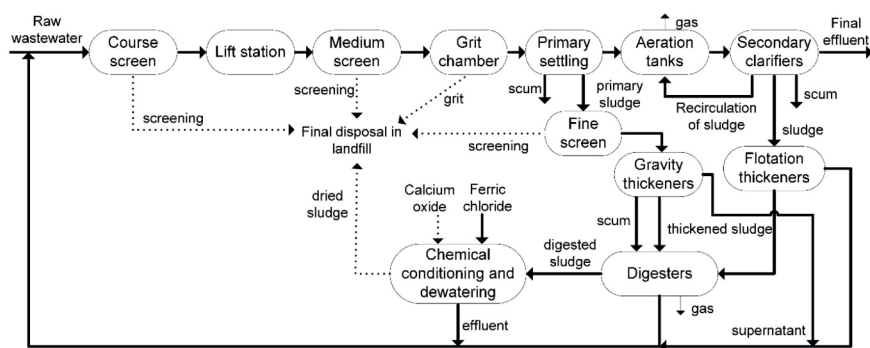 Raw
wastewater
Course
screen
Lift station
Medium
screen
Grit
chamber
Primary
settling
gas
Aeration
tanks
Secondary
clarifiers
Final
effluent
screening
screening
grit
scum
primary
sludge
Recirculation
of sludge
scum
sludge
Final disposal in
landfill
screening
Fine
screen
Gravity
thickeners
Flotation
thickeners
dried
sludge
Calcium
oxide
Ferric
chloride
scum
thickened sludge
digested
sludge
Chemical
conditioning and
dewatering
Digesters
effluent
gas
supernatant